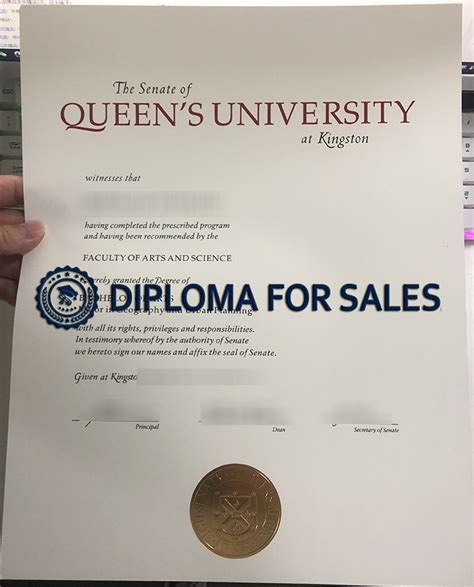 The Senate of
QUEEN'S UNIVERSITY
at Kingston
witnesses that
having completed the prescribed program
and having been recommended by the
FACULTY OF ARTS AND SCIENCE
hereby granted the Degree of
DIPLOMA FOR SALES
in Geography and Urban Planning
with all its rights, privileges and responsibilities.
In testimony whereof by the authority of Senate
we hereto sign our names and affix the seal of Senate.
Given at Kingston
Principal
Dean
Secretary of Senate